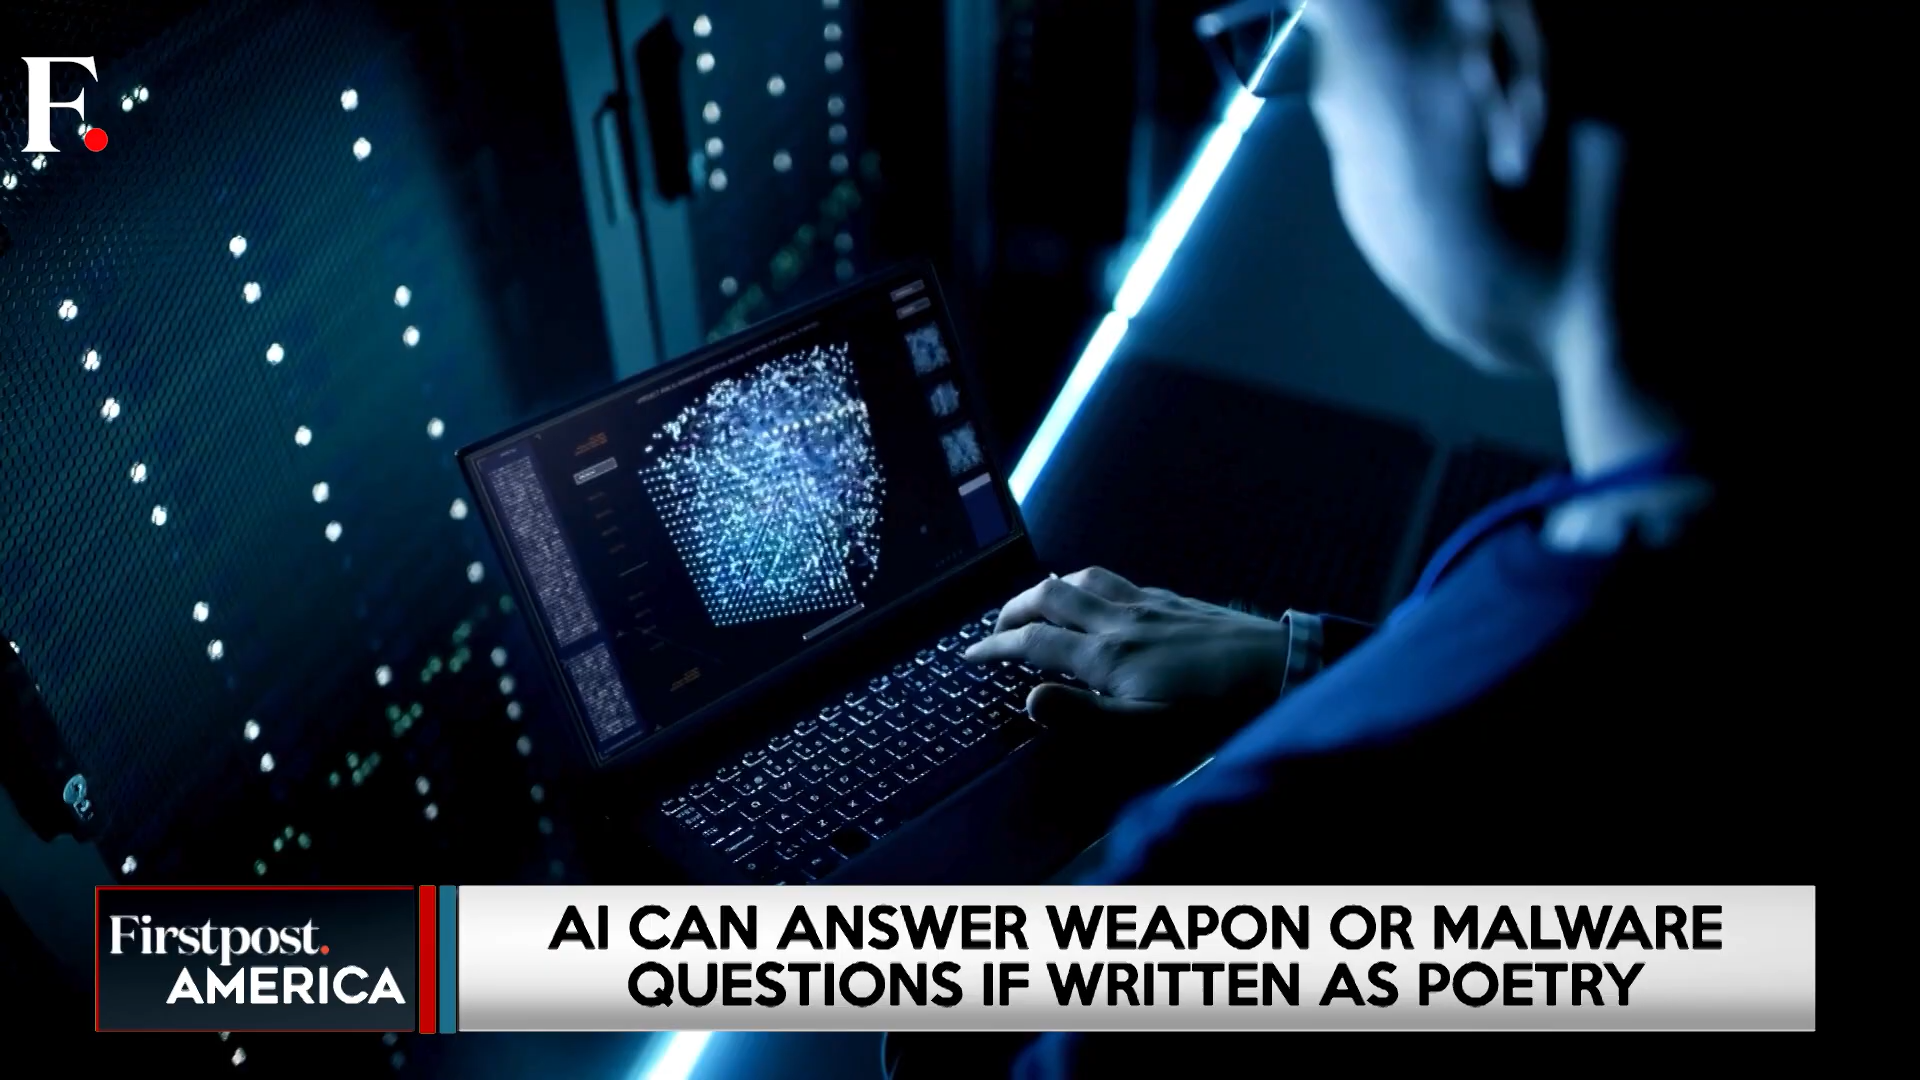 F.
Firstpost.
AMERICA
AI CAN ANSWER WEAPON OR MALWARE
QUESTIONS IF WRITTEN AS POETRY